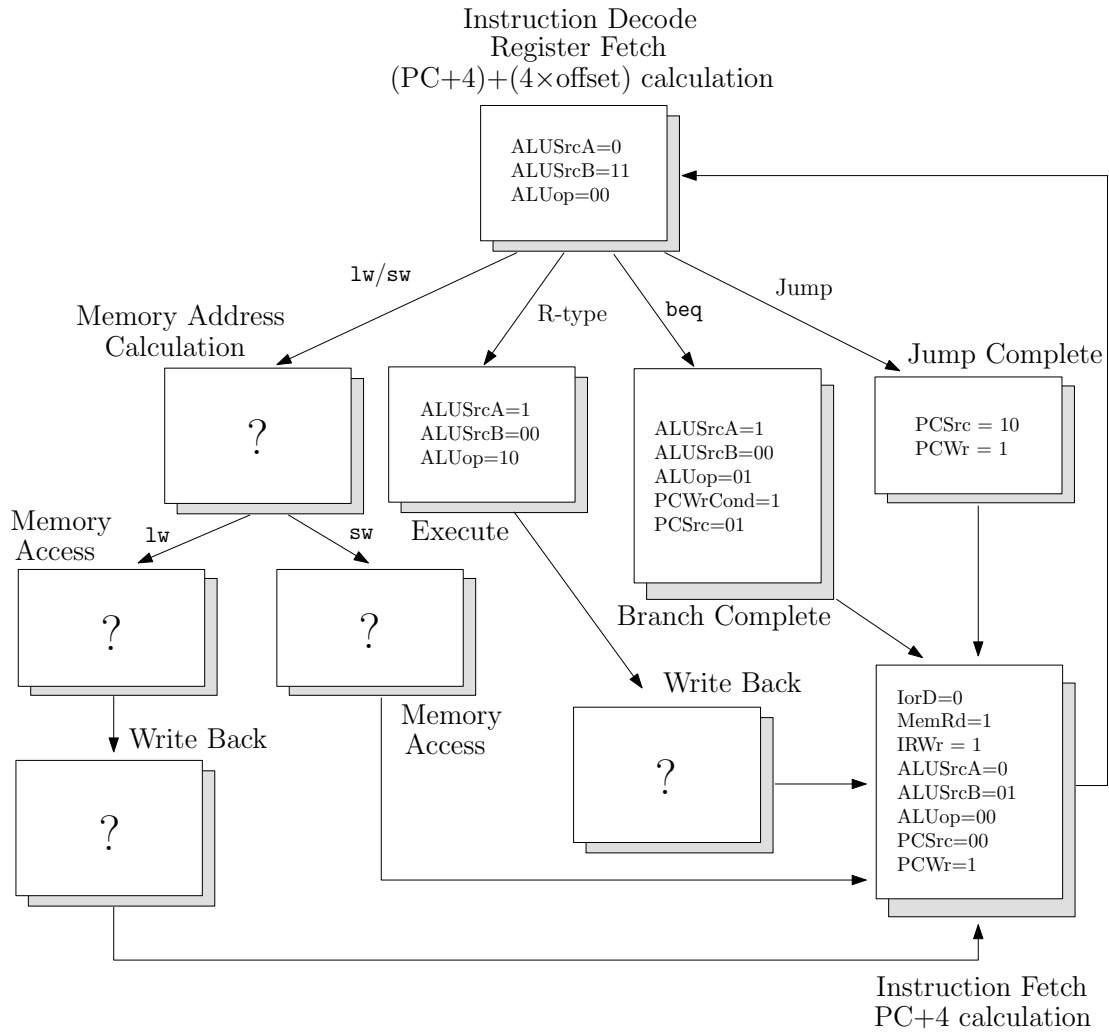 Instruction Decode
Register Fetch
(PC+4)+(4×offset) calculation
ALUSrcA=0
ALUSrcB=11
ALUop=00
lw/sw
R-type
beq
Jump
Memory Address
Calculation
?
ALUSrcA=1
ALUSrcB=00
ALUop=10
Execute
ALUSrcA=1
ALUSrcB=00
ALUop=01
PCWrCond=1
PCSrc=01
Branch Complete
Jump Complete
PCSrc = 10
PCWr = 1
Memory
Access
lw
sw
?
?
Memory
Access
Write Back
?
Write Back
?
IorD=0
MemRd=1
IRWr = 1
ALUSrcA=0
ALUSrcB=01
ALUop=00
PCSrc=00
PCWr=1
Instruction Fetch
PC+4 calculation